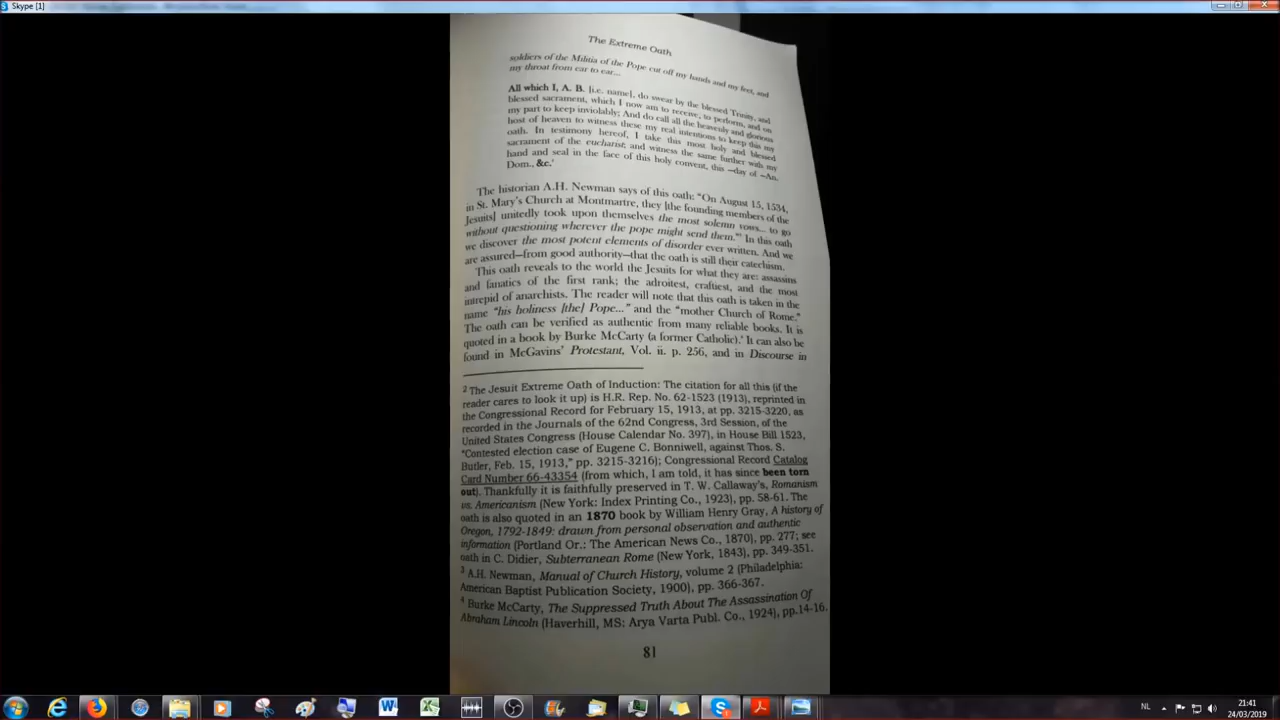 Skype [1]
The Extreme Oath
soldiers of the Militia of the Pope cut off my hands and my feet, and
my throat from ear to ear...
All which I, A. B. [i.e. name], do swear by the blessed Trinity, and
blessed sacrament, which I now am to receive, to perform, and on
my part to keep inviolably; And do call all the heavenly and glorious
host of heaven to witness these my real intentions to keep this my
oath. In testimony hereof, I take this most holy and blessed
sacrament of the eucharist; and witness the same further with my
hand and seal in the face of this holy convent, this —day of —An.
Dom., &c.'
The historian A.H. Newman says of this oath: “On August 15, 1534,
in St. Mary's Church at Montmartre, they [the founding members of the
Jesuits] unitedly took upon themselves the most solemn vows... to go
without questioning wherever the pope might send them.”³ In this oath
we discover the most potent elements of disorder ever written. And we
are assured—from good authority—that the oath is still their catechism.
This oath reveals to the world the Jesuits for what they are: assassins
and fanatics of the first rank; the adroitest, craftiest, and the most
intrepid of anarchists. The reader will note that this oath is taken in the
name “his holiness [the] Pope...” and the “mother Church of Rome.”
The oath can be verified as authentic from many reliable books. It is
quoted in a book by Burke McCarty (a former Catholic).⁴ It can also be
found in McGavins’ Protestant, Vol. ii. p. 256, and in Discourse in
² The Jesuit Extreme Oath of Induction: The citation for all this (if the
reader cares to look it up) is H.R. Rep. No. 62-1523 (1913), reprinted in
the Congressional Record for February 15, 1913, at pp. 3215-3220, as
recorded in the Journals of the 62nd Congress, 3rd Session, of the
United States Congress (House Calendar No. 397), in House Bill 1523,
“Contested election case of Eugene C. Bonniwell, against Thos. S.
Butler, Feb. 15, 1913,” pp. 3215-3216); Congressional Record Catalog
Card Number 66-43354 (from which, I am told, it has since been torn
out). Thankfully it is faithfully preserved in T. W. Callaway's, Romanism
vs. Americanism (New York: Index Printing Co., 1923), pp. 58-61. The
oath is also quoted in an 1870 book by William Henry Gray, A history of
Oregon, 1792-1849: drawn from personal observation and authentic
information (Portland Or.: The American News Co., 1870), pp. 277; see
oath in C. Didier, Subterranean Rome (New York, 1843), pp. 349-351.
³ A.H. Newman, Manual of Church History, volume 2 (Philadelphia:
American Baptist Publication Society, 1900), pp. 366-367.
⁴ Burke McCarty, The Suppressed Truth About The Assassination Of
Abraham Lincoln (Haverhill, MS: Arya Varta Publ. Co., 1924), pp.14-16.
81
NL
21:41
24/03/2019